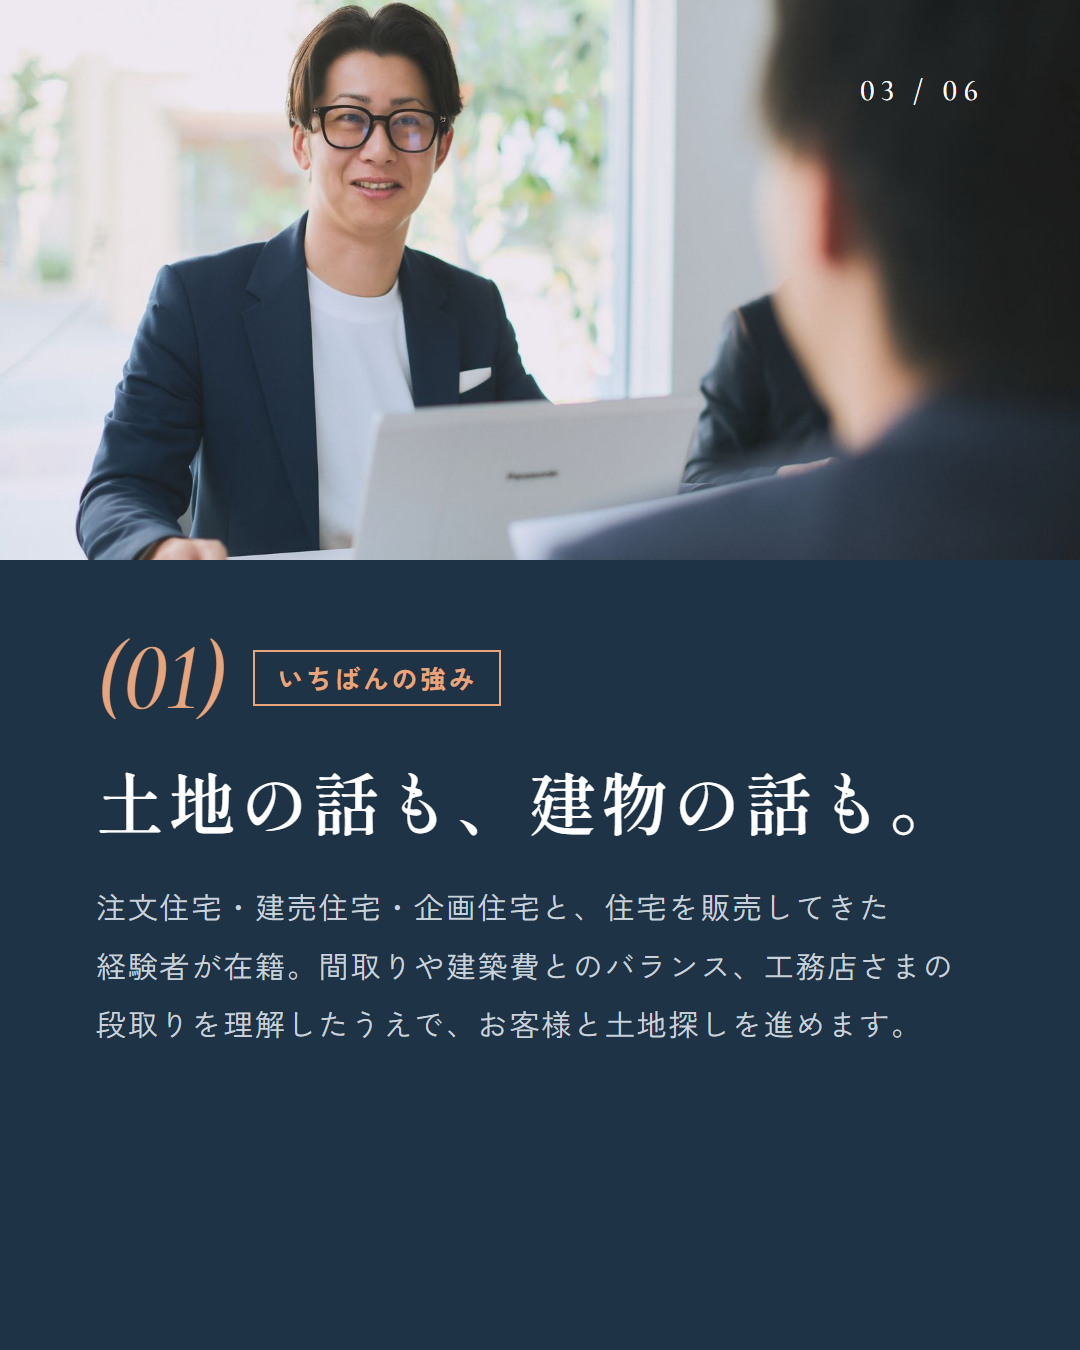 03 / 06
Panasonic
(01)
いちばんの強み
土地の話も、建物の話も。
注文住宅・建売住宅・企画住宅と、住宅を販売してきた
経験者が在籍。間取りや建築費とのバランス、工務店さまの
段取りを理解したうえで、お客様と土地探しを進めます。